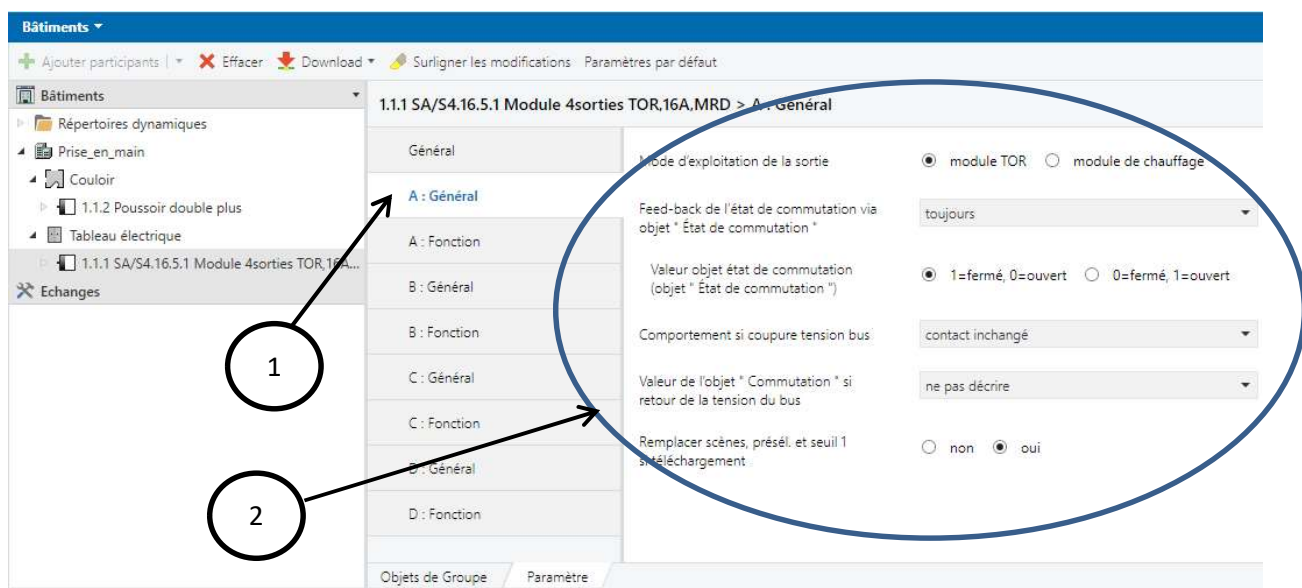 Bâtiments
Ajouter participants Effacer Download Surligner les modifications Paramètres par défaut
Bâtiments
Répertoires dynamiques
Prise_en_main
Couloir
1.1.2 Poussoir double plus
Tableau électrique
1.1.1 SA/S4.16.5.1 Module 4sorties TOR,16A...
Echanges
1.1.1 SA/S4.16.5.1 Module 4sorties TOR,16A,MRD > A : Général
Général
A : Général
A : Fonction
B : Général
B : Fonction
C : Général
C : Fonction
D : Général
D : Fonction
Mode d'exploitation de la sortie
module TOR module de chauffage
Feed-back de l'état de commutation via
objet " État de commutation "
toujours
Valeur objet état de commutation
(objet " État de commutation ")
1=fermé, 0=ouvert 0=fermé, 1=ouvert
Comportement si coupure tension bus
contact inchangé
Valeur de l'objet " Commutation " si
retour de la tension du bus
ne pas décrire
Remplacer scènes, présél. et seuil 1
si téléchargement
non oui
Objets de Groupe Paramètre
1
2